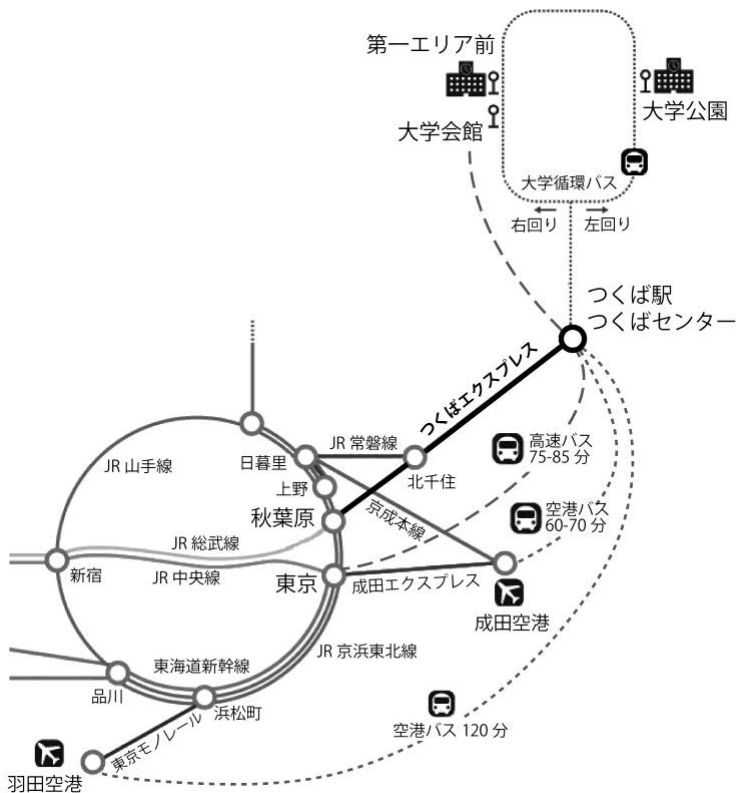 第一エリア前
大学会館
大学公園
大学循環バス
右回り
左回り
つくば駅
つくばセンター
つくばエクスプレス
JR 常磐線
JR 山手線
日暮里
北千住
高速バス
75-85 分
上野
秋葉原
京成本線
空港バス
60-70 分
JR 総武線
JR 中央線
新宿
東京
成田エクスプレス
成田空港
JR 京浜東北線
東海道新幹線
品川
浜松町
空港バス 120 分
東京モノレール
羽田空港